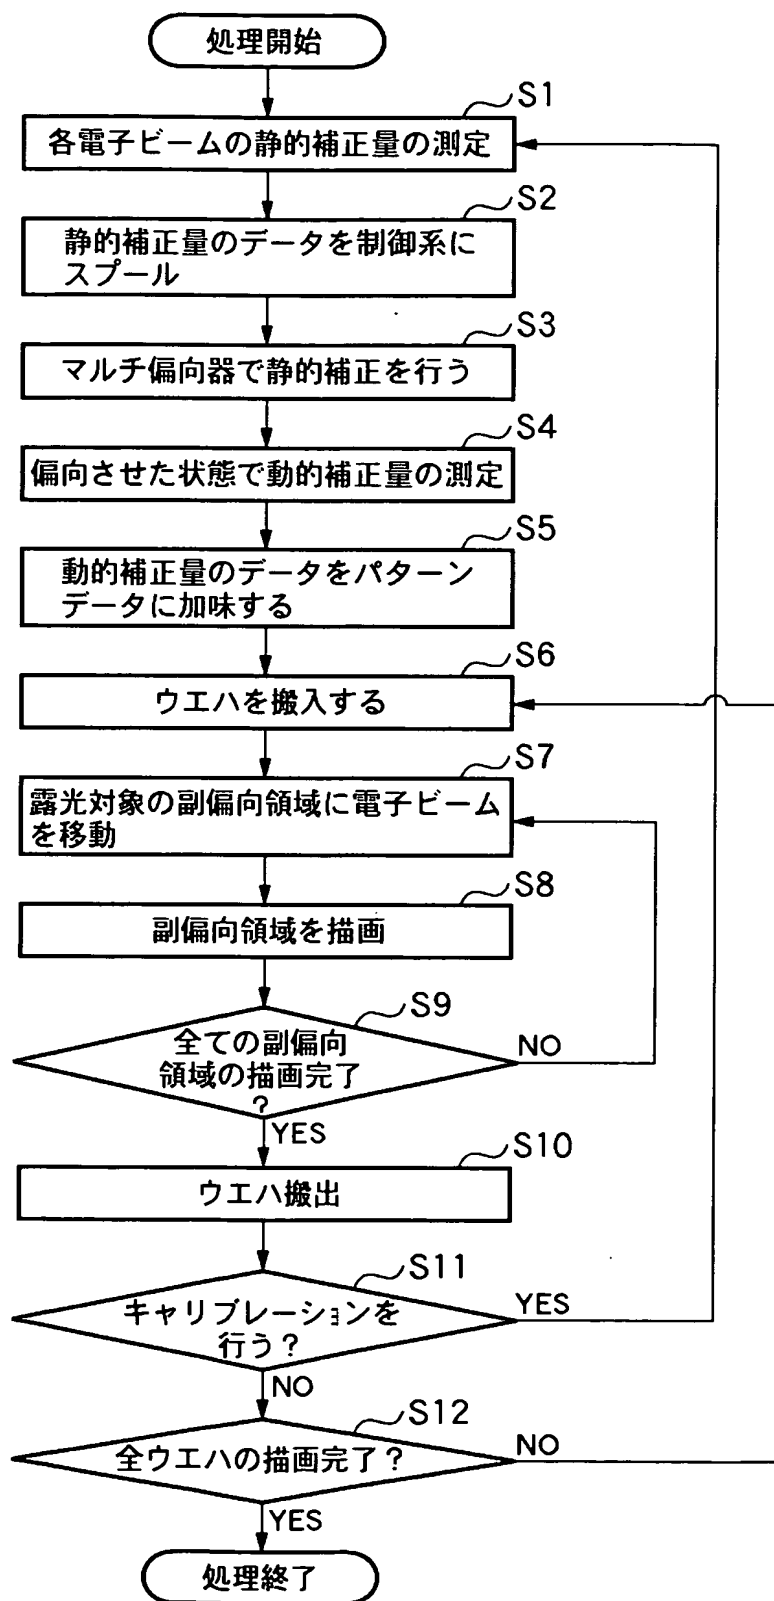 処理開始
S1
各電子ビームの静的補正量の測定
S2
静的補正量のデータを制御系に
スプール
S3
マルチ偏向器で静的補正を行う
S4
偏向させた状態で動的補正量の測定
S5
動的補正量のデータをパターン
データに加味する
S6
ウエハを搬入する
S7
露光対象の副偏向領域に電子ビーム
を移動
S8
副偏向領域を描画
S9
全ての副偏向
領域の描画完了
?
NO
YES
S10
ウエハ搬出
S11
キャリブレーションを
行う?
YES
NO
S12
全ウエハの描画完了?
NO
YES
処理終了